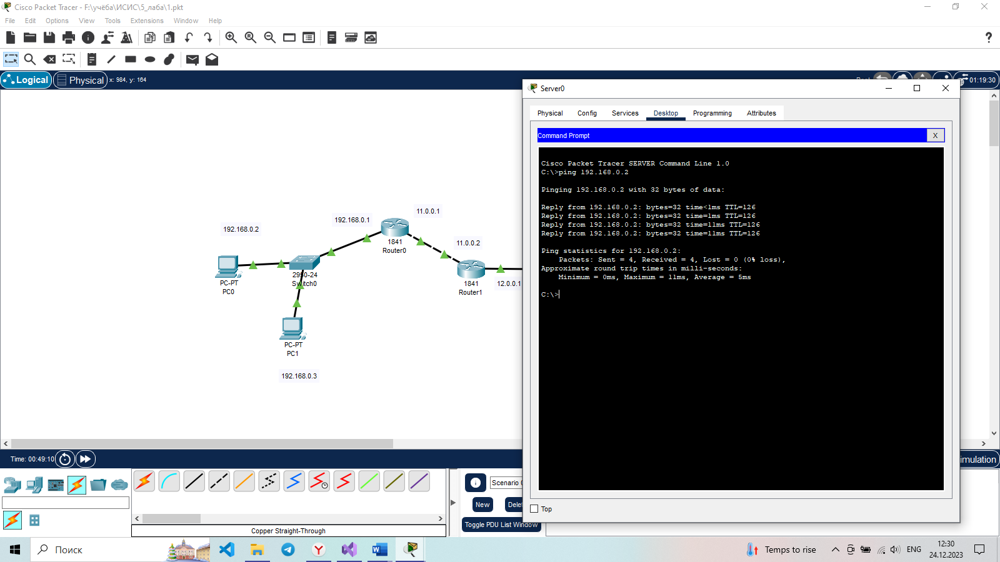 Cisco Packet Tracer - F:\учёба\ИСИС\5_лаба\1.pkt
File Edit Options View Tools Extensions Window Help
?
Logical Physical x: 984, y: 164
01:19:30
Server0
Physical Config Services Desktop Programming Attributes
Command Prompt
X
Cisco Packet Tracer SERVER Command Line 1.0
C:\>ping 192.168.0.2
Pinging 192.168.0.2 with 32 bytes of data:
Reply from 192.168.0.2: bytes=32 time<1ms TTL=126
Reply from 192.168.0.2: bytes=32 time=1ms TTL=126
Reply from 192.168.0.2: bytes=32 time=11ms TTL=126
Reply from 192.168.0.2: bytes=32 time=11ms TTL=126
Ping statistics for 192.168.0.2:
Packets: Sent = 4, Received = 4, Lost = 0 (0% loss),
Approximate round trip times in milli-seconds:
Minimum = 0ms, Maximum = 11ms, Average = 5ms
C:\>
Top
11.0.0.1
192.168.0.1
192.168.0.2
1841
Router0
11.0.0.2
2950-24
Switch0
PC-PT
PC0
1841
Router1
12.0.0.1
PC-PT
PC1
192.168.0.3
Time: 00:49:10
imulation
Scenario
New
Delet
Toggle PDU List Window
Copper Straight-Through
Поиск
Temps to rise
ENG
12:30
24.12.2023